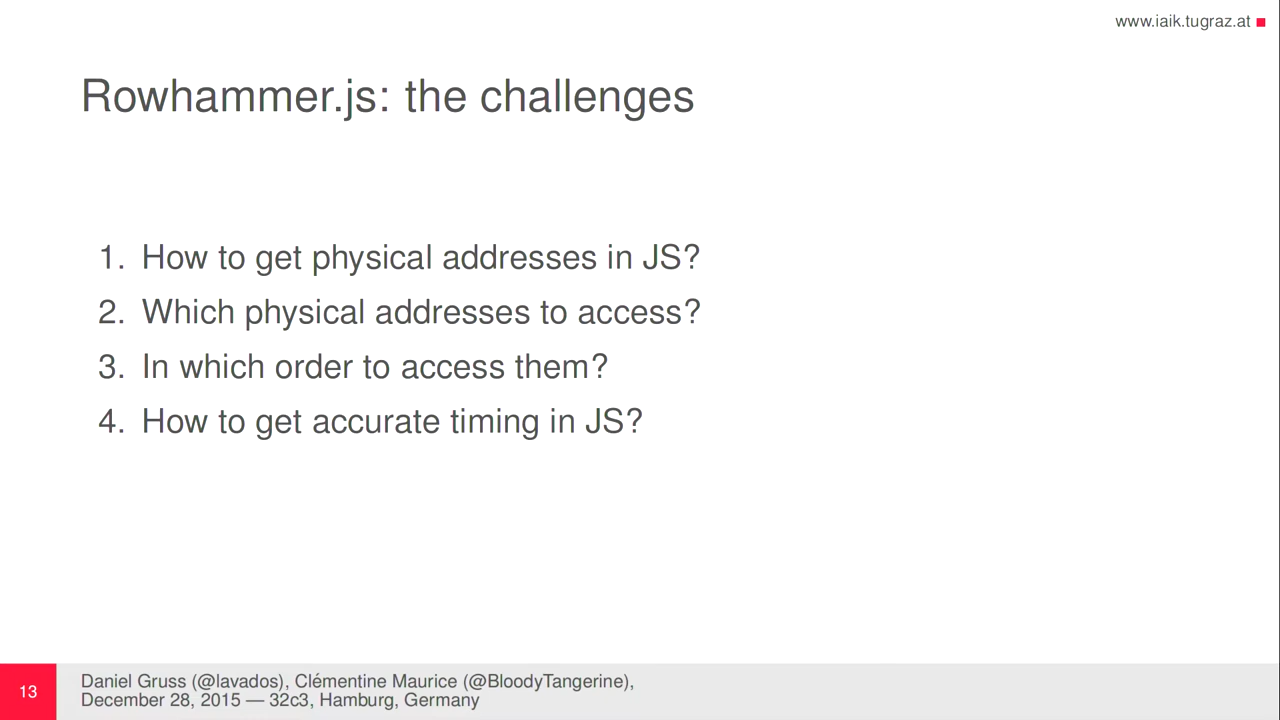 www.iaik.tugraz.at
Rowhammer.js: the challenges
1. How to get physical addresses in JS?
2. Which physical addresses to access?
3. In which order to access them?
4. How to get accurate timing in JS?
13
Daniel Gruss (@lavados), Clémentine Maurice (@BloodyTangerine),
December 28, 2015 — 32c3, Hamburg, Germany